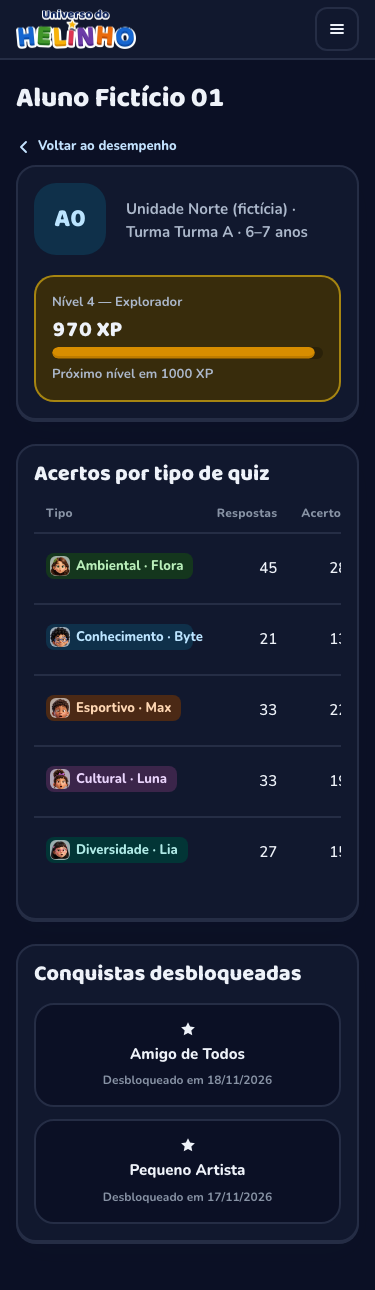 Universo do
HELINHO
Aluno Fictício 01
Voltar ao desempenho
A0
Unidade Norte (fictícia) ·
Turma Turma A · 6–7 anos
Nível 4 — Explorador
970 XP
Próximo nível em 1000 XP
Acertos por tipo de quiz
Tipo Respostas Acerto
Ambiental · Flora 45
Conhecimento · Byte 21
Esportivo · Max 33
Cultural · Luna 33
Diversidade · Lia 27
Conquistas desbloqueadas
Amigo de Todos
Desbloqueado em 18/11/2026
Pequeno Artista
Desbloqueado em 17/11/2026